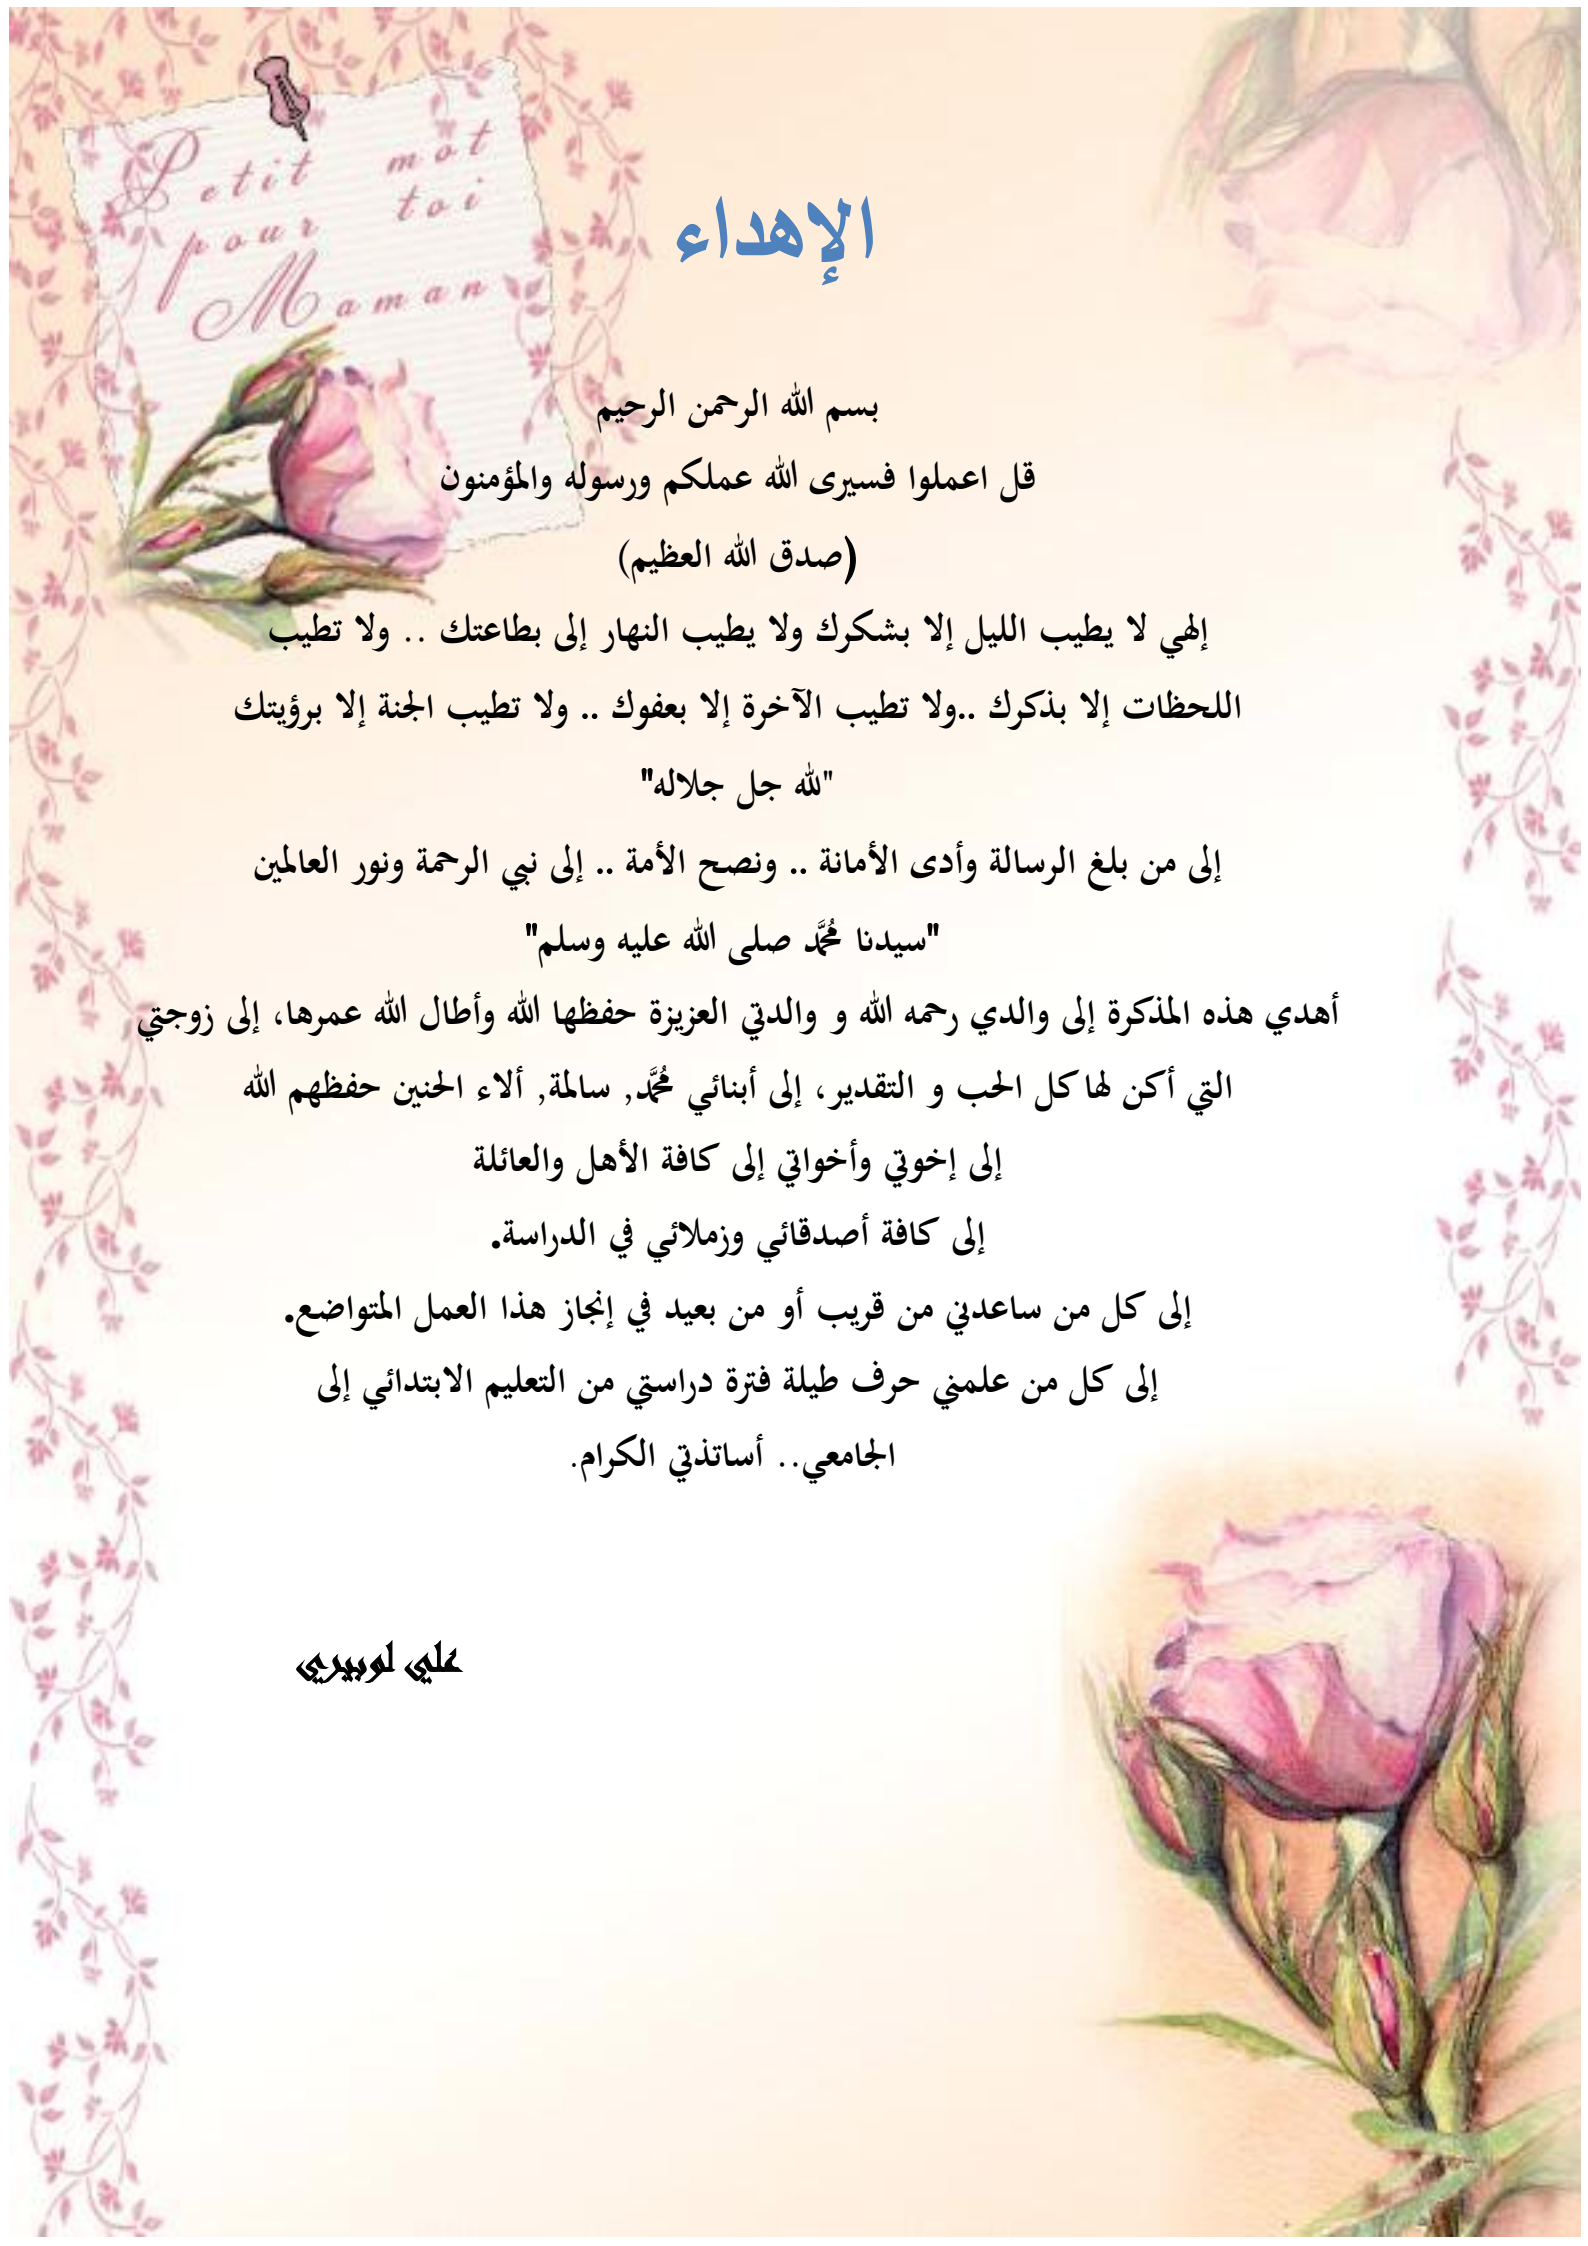 Petit mot
pour toi
Maman
الإهداء
بسم الله الرحمن الرحيم
قل اعملوا فسيرى الله عملكم ورسوله والمؤمنون
(صدق الله العظيم)
إلهي لا يطيب الليل إلا بشكرك ولا يطيب النهار إلى بطاعتك .. ولا تطيب
اللحظات إلا بذكرك ..ولا تطيب الآخرة إلا بعفوك .. ولا تطيب الجنة إلا برؤيتك
"لله جل جلاله"
إلى من بلغ الرسالة وأدى الأمانة .. ونصح الأمة .. إلى نبي الرحمة ونور العالمين
"سيدنا مُحَمَّد صلى الله عليه وسلم"
أهدي هذه المذكرة إلى والدي رحمه الله و والدتي العزيزة حفظها الله وأطال الله عمرها، إلى زوجتي
التي أكن لها كل الحب و التقدير، إلى أبنائي مُحَمَّد, سالمة, ألاء الحنين حفظهم الله
إلى إخوتي وأخواتي إلى كافة الأهل والعائلة
إلى كافة أصدقائي وزملائي في الدراسة.
إلى كل من ساعدني من قريب أو من بعيد في إنجاز هذا العمل المتواضع.
إلى كل من علمني حرف طيلة فترة دراستي من التعليم الابتدائي إلى
الجامعي.. أساتذتي الكرام.
علي لوبيري